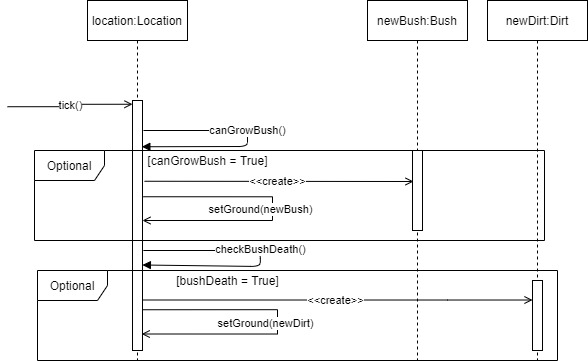 location:Location
newBush:Bush
newDirt:Dirt
tick()
canGrowBush()
Optional
[canGrowBush = True]
<<create>>
setGround(newBush)
checkBushDeath()
Optional
[bushDeath = True]
<<create>>
setGround(newDirt)